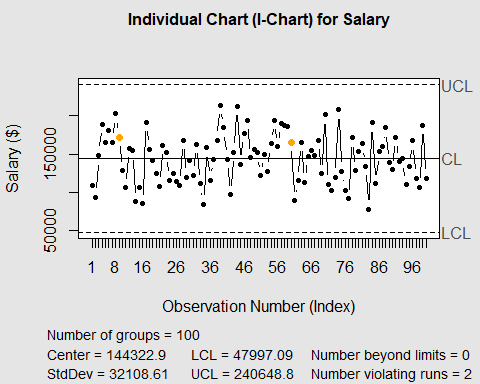 Individual Chart (I-Chart) for Salary
UCL
CL
LCL
Salary ($)
150000
50000
1 8 16 26 36 46 56 66 76 86 96
Observation Number (Index)
Number of groups = 100
Center = 144322.9 LCL = 47997.09 Number beyond limits = 0
StdDev = 32108.61 UCL = 240648.8 Number violating runs = 2